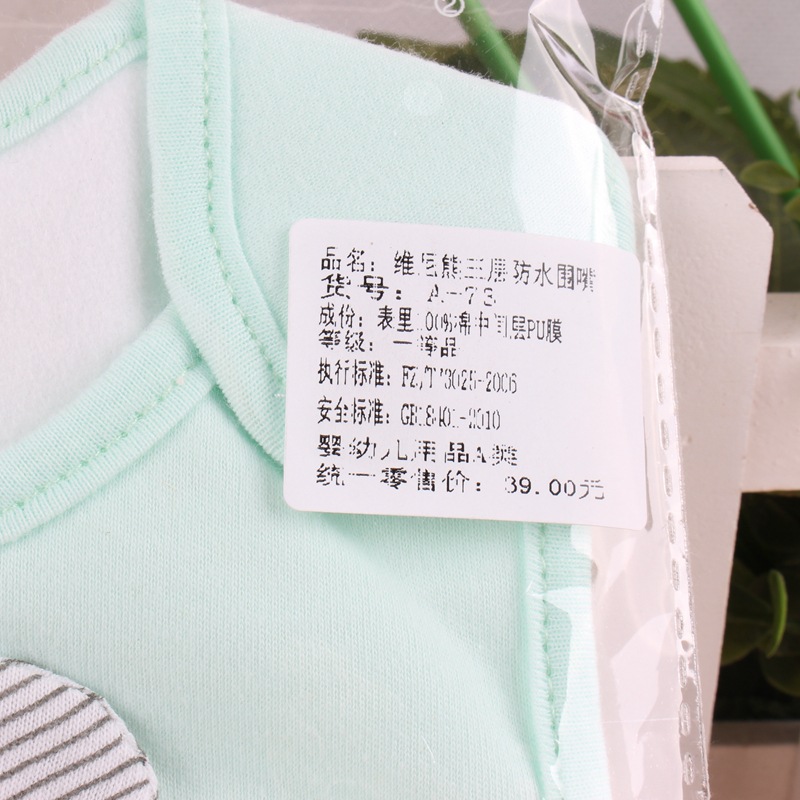 品名：维尼熊三层防水围嘴
货号：A-73
成份：表里100%棉中间层PU膜
等级：一等品
执行标准：FZ/T73025-2006
安全标准：GB18401-2010
婴幼儿用品A类
统一零售价：39.00元